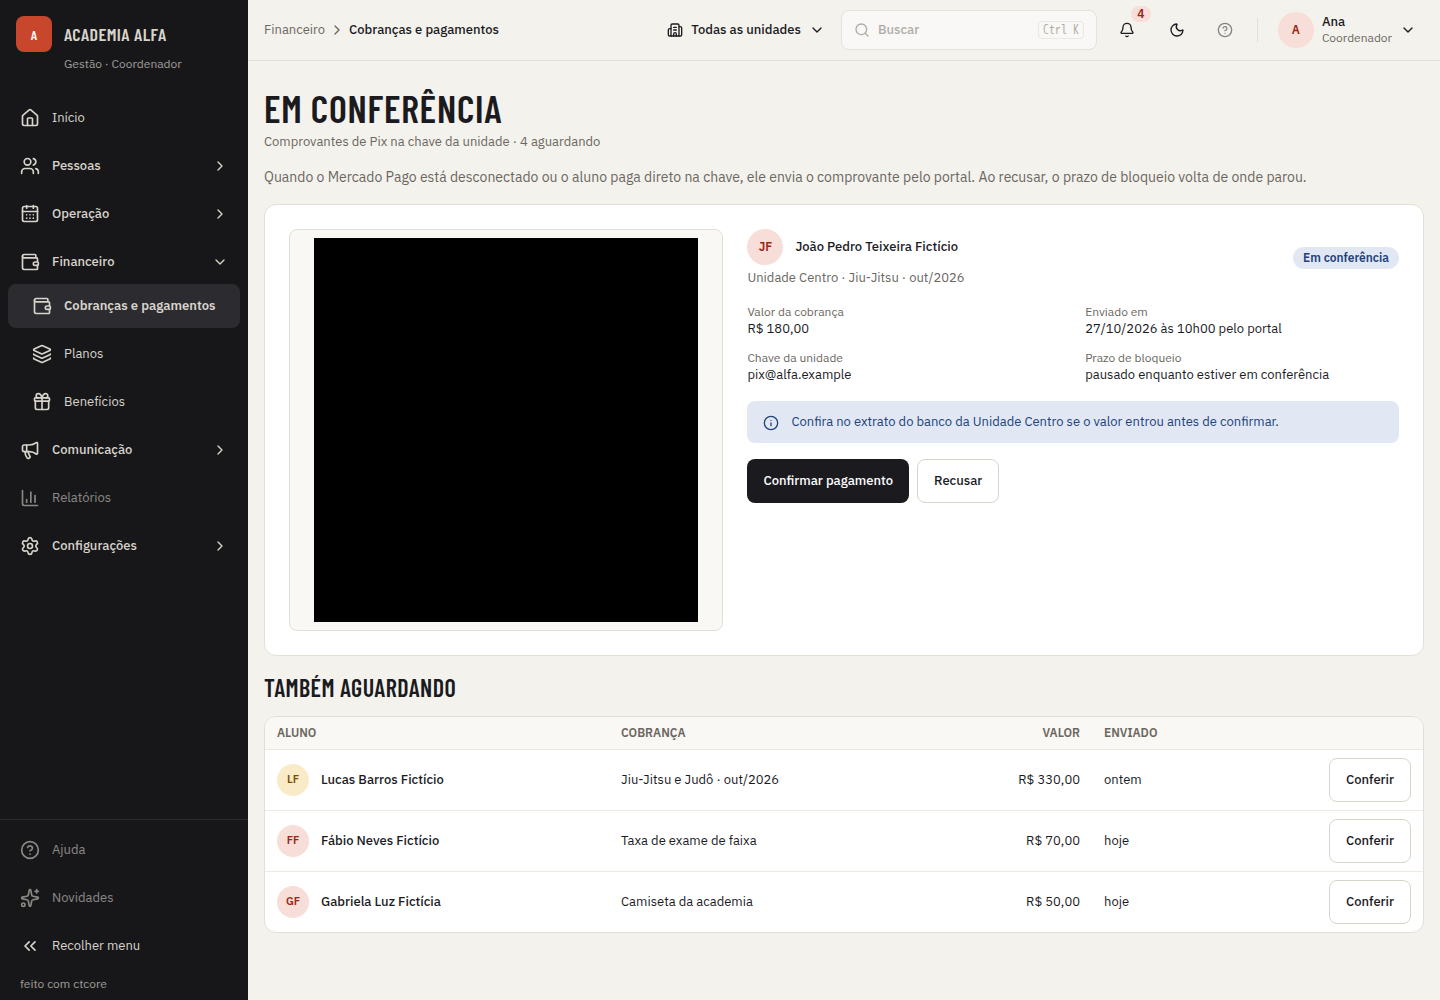 A
ACADEMIA ALFA
Gestão · Coordenador
Início
Pessoas
Operação
Financeiro
Cobranças e pagamentos
Planos
Benefícios
Comunicação
Relatórios
Configurações
Ajuda
Novidades
Recolher menu
feito com ctcore
Financeiro > Cobranças e pagamentos
Todas as unidades
Buscar
Ctrl K
4
A
Ana
Coordenador
EM CONFERÊNCIA
Comprovantes de Pix na chave da unidade · 4 aguardando
Quando o Mercado Pago está desconectado ou o aluno paga direto na chave, ele envia o comprovante pelo portal. Ao recusar, o prazo de bloqueio volta de onde parou.
JF
João Pedro Teixeira Fictício
Em conferência
Unidade Centro · Jiu-Jitsu · out/2026
Valor da cobrança
R$ 180,00
Enviado em
27/10/2026 às 10h00 pelo portal
Chave da unidade
pix@alfa.example
Prazo de bloqueio
pausado enquanto estiver em conferência
Confira no extrato do banco da Unidade Centro se o valor entrou antes de confirmar.
Confirmar pagamento
Recusar
TAMBÉM AGUARDANDO
ALUNO COBRANÇA VALOR ENVIADO
LF Lucas Barros Fictício Jiu-Jitsu e Judô · out/2026 R$ 330,00 ontem Conferir
FF Fábio Neves Fictício Taxa de exame de faixa R$ 70,00 hoje Conferir
GF Gabriela Luz Fictícia Camiseta da academia R$ 50,00 hoje Conferir